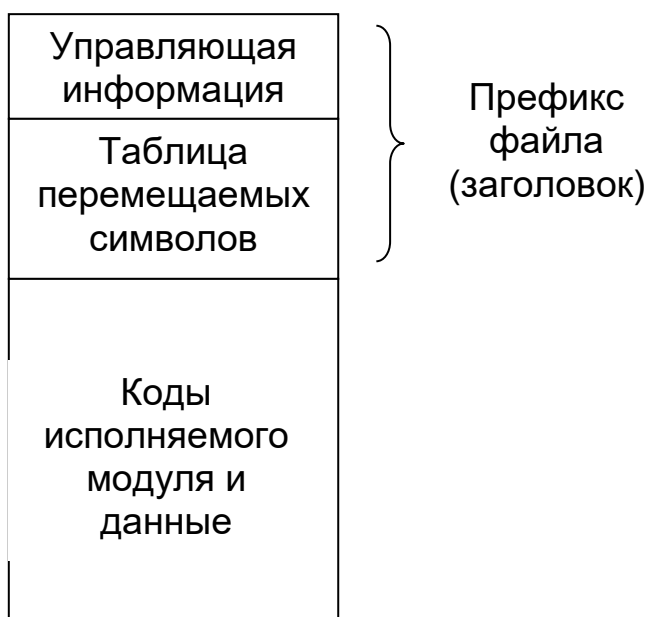 Управляющая
информация
Таблица
перемещаемых
символов
Префикс
файла
(заголовок)
Коды
исполняемого
модуля и
данные